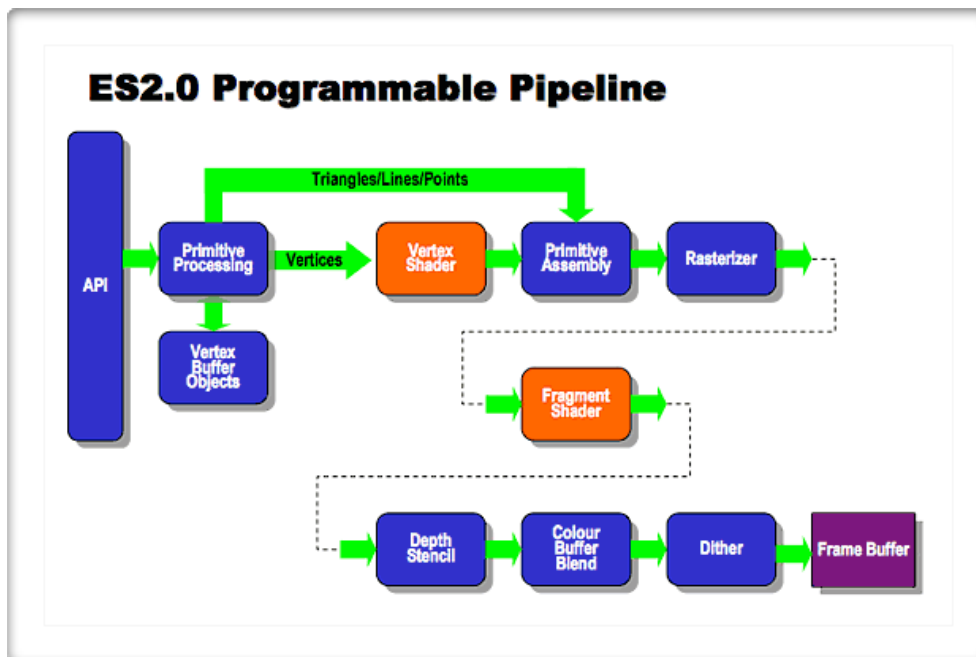 ES2.0 Programmable Pipeline
Triangles/Lines/Points
API
Primitive
Processing
Vertices
Vertex
Shader
Primitive
Assembly
Rasterizer
Vertex
Buffer
Objects
Fragment
Shader
Depth
Stencil
Colour
Buffer
Blend
Dither
Frame Buffer